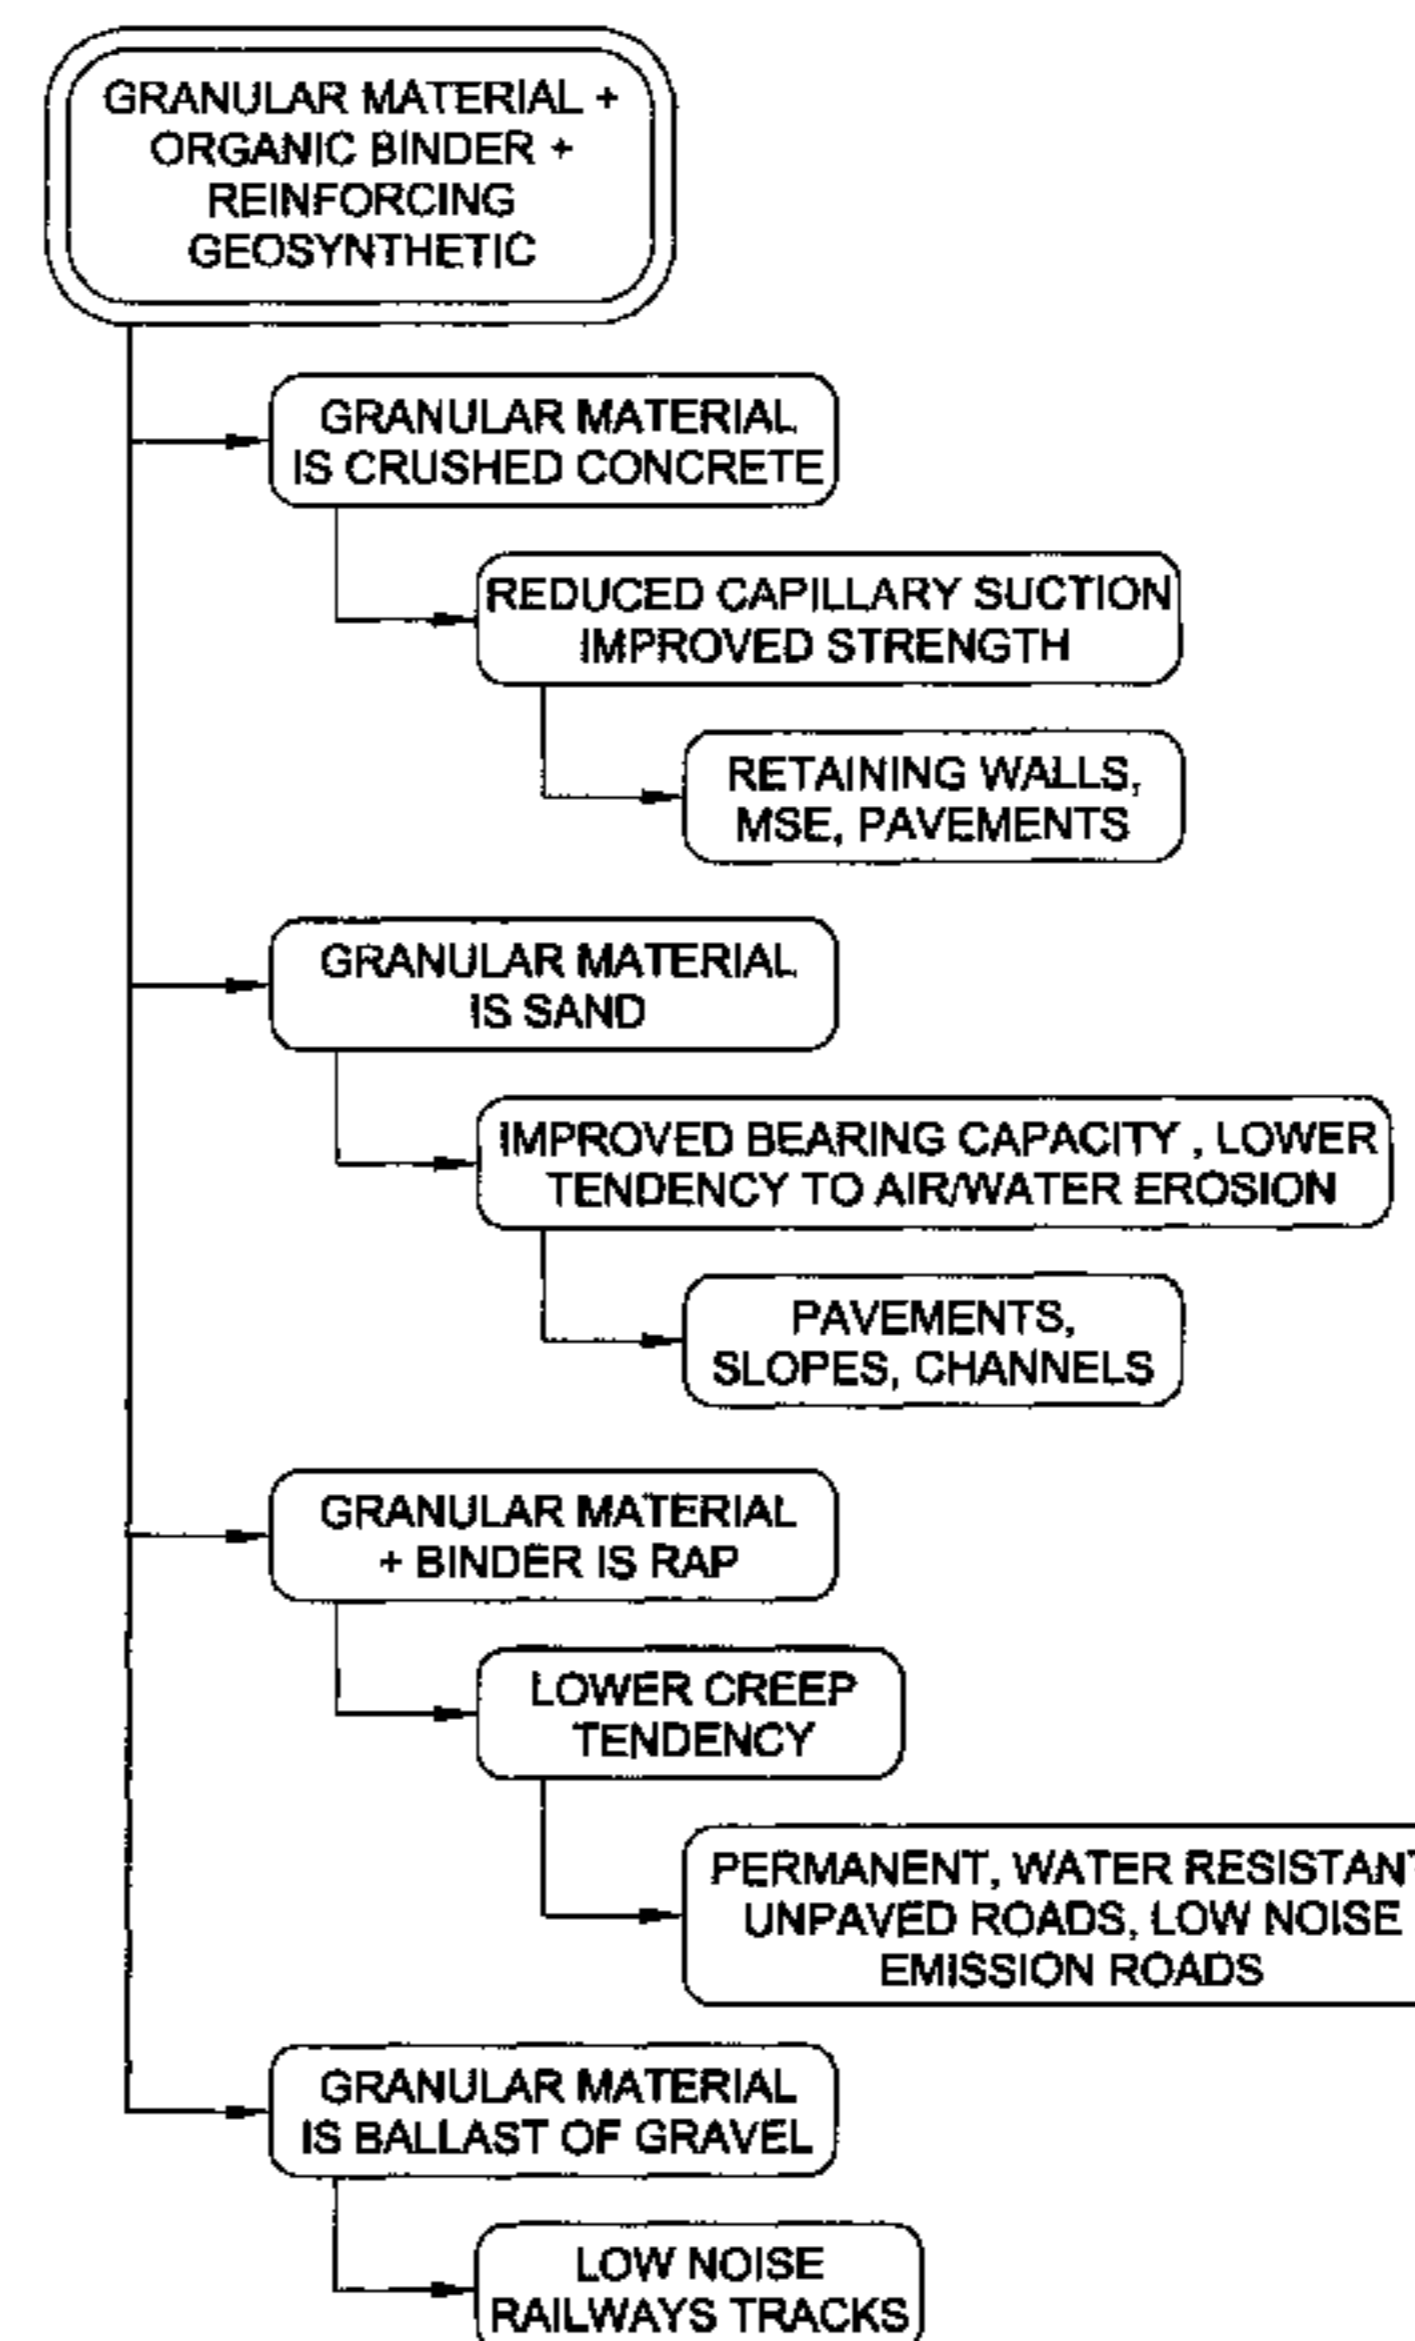 GRANULAR MATERIAL +
ORGANIC BINDER +
REINFORCING
GEOSYNTHETIC
GRANULAR MATERIAL
IS CRUSHED CONCRETE
REDUCED CAPILLARY SUCTION
IMPROVED STRENGTH
RETAINING WALLS,
MSE, PAVEMENTS
GRANULAR MATERIAL
IS SAND
IMPROVED BEARING CAPACITY , LOWER
TENDENCY TO AIR/WATER EROSION
PAVEMENTS,
SLOPES, CHANNELS
GRANULAR MATERIAL
+ BINDER IS RAP
LOWER CREEP
TENDENCY
PERMANENT, WATER RESISTANT
UNPAVED ROADS, LOW NOISE
EMISSION ROADS
GRANULAR MATERIAL
IS BALLAST OF GRAVEL
LOW NOISE
RAILWAYS TRACKS